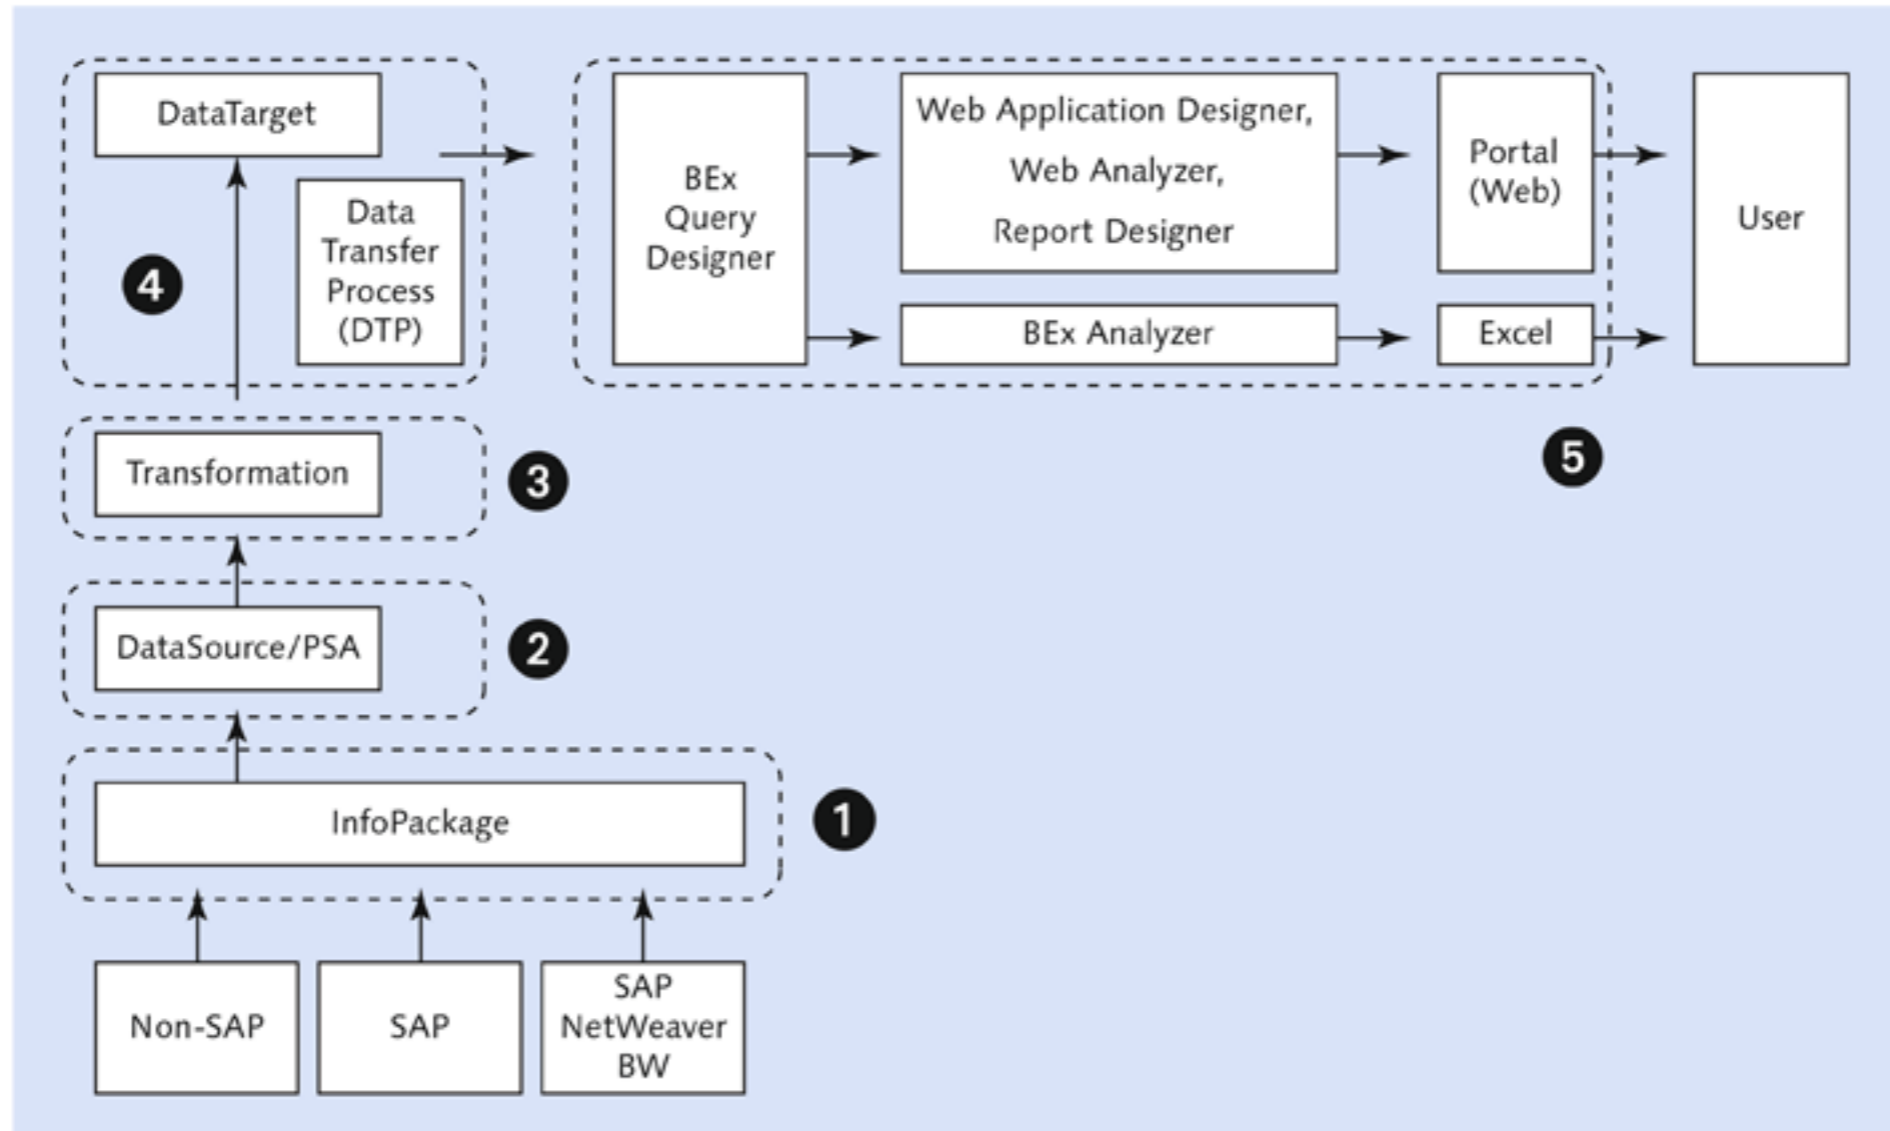 DataTarget
Data
Transfer
Process
(DTP)
4
BEx
Query
Designer
Web Application Designer,
Web Analyzer,
Report Designer
BEx Analyzer
Portal
(Web)
Excel
User
5
Transformation
3
DataSource/PSA
2
InfoPackage
1
Non-SAP
SAP
SAP
NetWeaver
BW